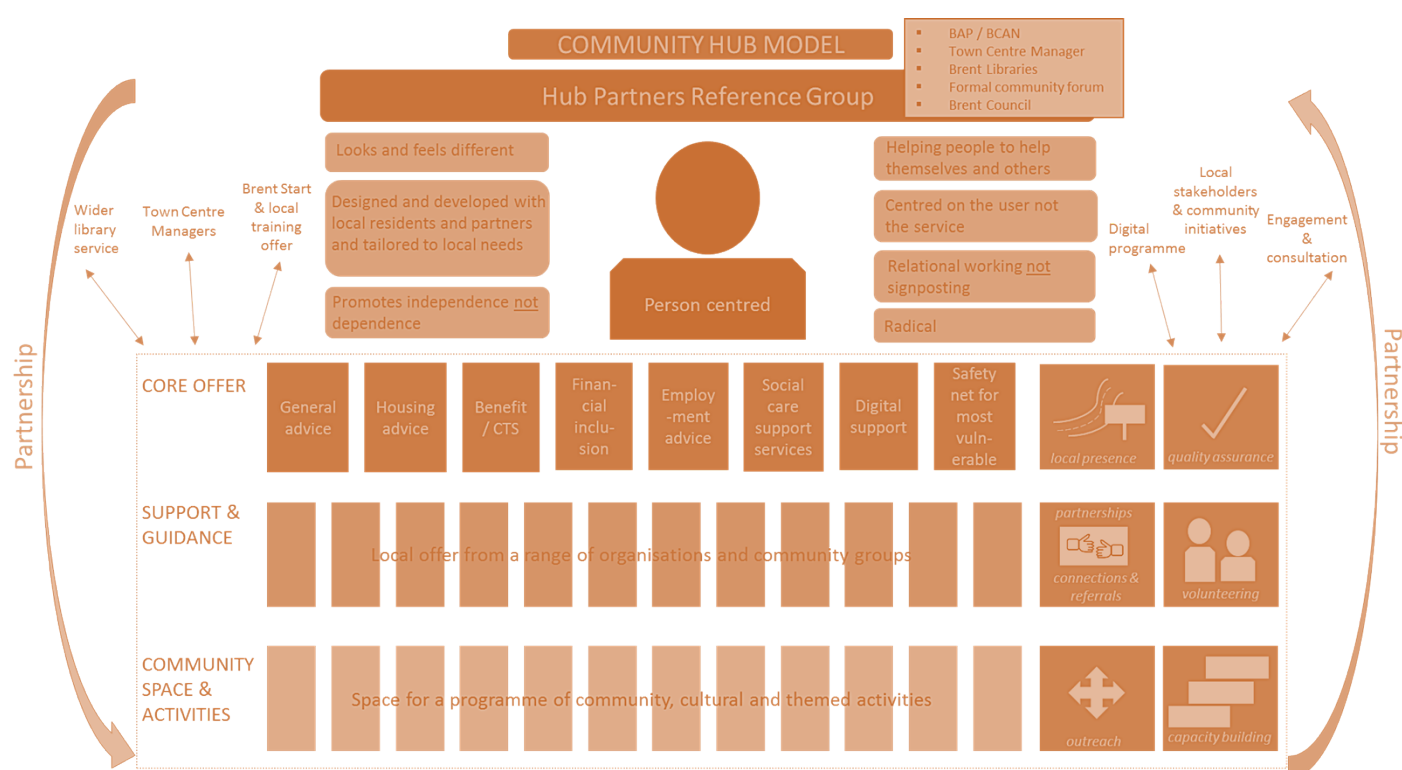 COMMUNITY HUB MODEL
BAP / BCAN
Town Centre Manager
Brent Libraries
Formal community forum
Brent Council
Hub Partners Reference Group
Looks and feels different
Designed and developed with
local residents and partners
and tailored to local needs
Promotes independence not
dependence
Person centred
Helping people to help
themselves and others
Centred on the user not
the service
Relational working not
signposting
Radical
Partnership
Wider
library
service
Town Centre
Managers
Brent Start
& local
training
offer
Digital
programme
Local
stakeholders
& community
initiatives
Engagement
&
consultation
Partnership
CORE OFFER
General
advice
Housing
advice
Benefit
/ CTS
Finan-
cial
inclu-
sion
Employ
-ment
advice
Social
care
support
services
Digital
support
Safety
net for
most
vuln-
erable
local presence
quality assurance
SUPPORT &
GUIDANCE
Local offer from a range of organisations and community groups
partnerships
connections &
referrals
volunteering
COMMUNITY
SPACE &
ACTIVITIES
Space for a programme of community, cultural and themed activities
outreach
capacity building